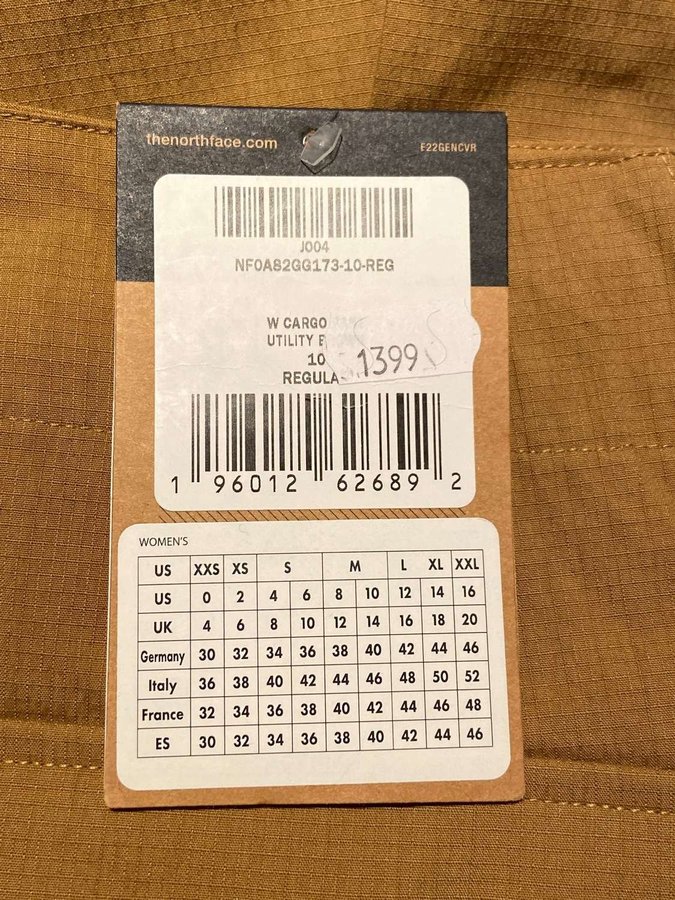 thenorthface.com
F22GENCVR
J004
NF0A82GG173-10-REG
W CARGO
UTILITY
10
1399
1 96012 62689 2
WOMEN'S
US XXS XS S M L XL XXL
US 0 2 4 6 8 10 12 14 16
UK 4 6 8 10 12 14 16 18 20
Germany 30 32 34 36 38 40 42 44 46
Italy 36 38 40 42 44 46 48 50 52
France 32 34 36 38 40 42 44 46 48
ES 30 32 34 36 38 40 42 44 46